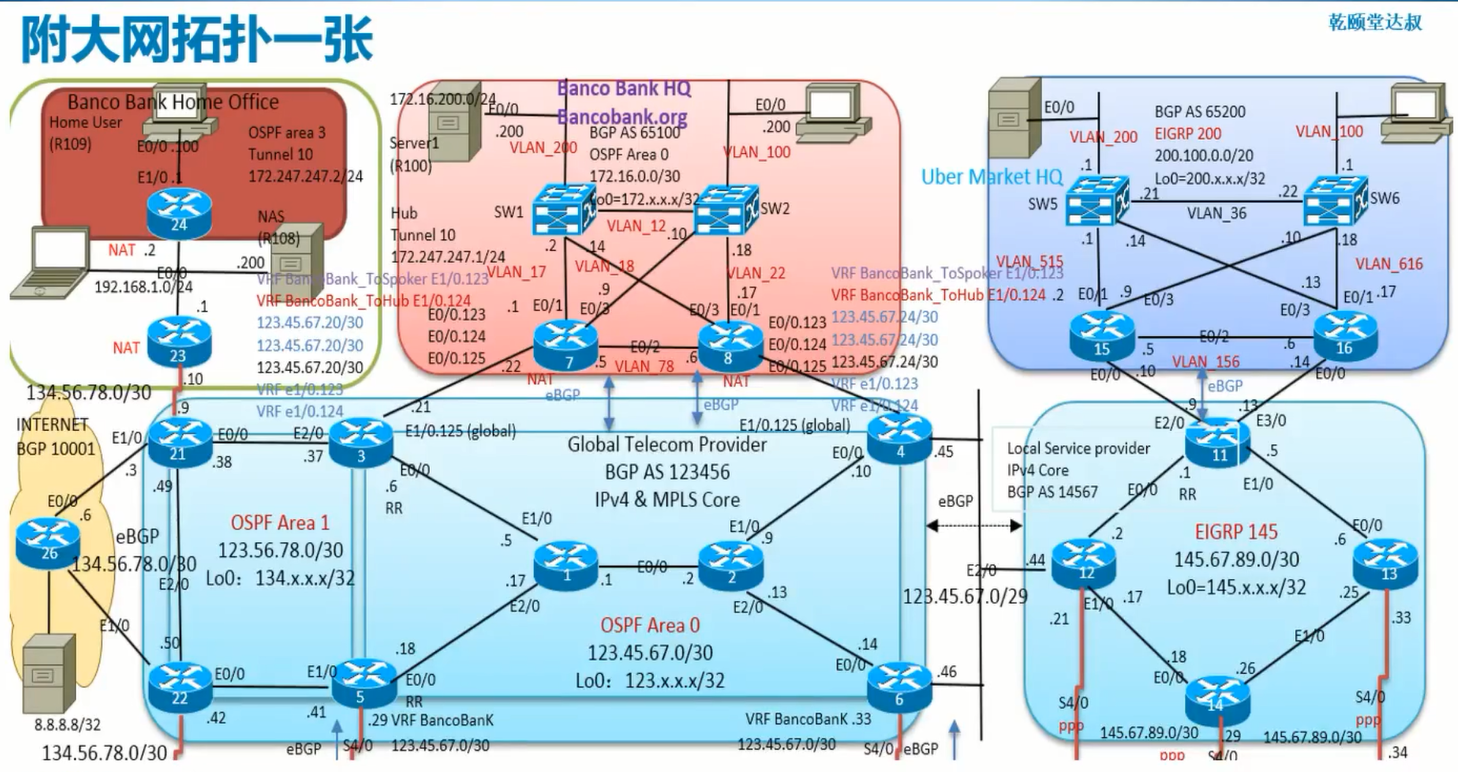 附大网拓扑一张
乾颐堂达叔
Banco Bank Home Office
Home User
(R109)
E0/0 .100
OSPF area 3
Tunnel 10
172.247.247.2/24
E1/0 .1
24
NAS
(R108)
NAT .2
E0/0
.200
192.168.1.0/24
.1
23
NAT
.10
134.56.78.0/30
.9
VRF BancoBank_ToSpoker E1/0.123
VRF BancoBank_ToHub E1/0.124
123.45.67.20/30
123.45.67.20/30
123.45.67.20/30
VRF e1/0.123
VRF e1/0.124
172.16.200.0/24
E0/0
.200
Server1
(R100)
VLAN_200
Banco Bank HQ
Bancobank.org
BGP AS 65100
OSPF Area 0
172.16.0.0/30
Lo0=172.x.x.x/32
E0/0
.200
VLAN_100
SW1
SW2
VLAN_12
Hub
Tunnel 10
172.247.247.1/24
.2
.14
.10
.18
VLAN_17
VLAN_18
VLAN_22
.9
.17
.1
E0/1
E0/3
E0/3
E0/1
E0/0.123
E0/0.124
E0/0.125
7
E0/2
8
.5
.6
VLAN_78
.22
NAT
NAT
E0/0.123
E0/0.124
E0/0.125
VRF BancoBank_ToSpoker E1/0.123
VRF BancoBank_ToHub E1/0.124
123.45.67.24/30
123.45.67.24/30
123.45.67.24/30
VRF e1/0.123
VRF e1/0.124
eBGP
eBGP
E0/0
VLAN_200
BGP AS 65200
EIGRP 200
200.100.0.0/20
Lo0=200.x.x.x/32
VLAN_100
Uber Market HQ
.1
.1
SW5
.21
.22
SW6
VLAN_36
.1
.14
.10
.18
VLAN_515
VLAN_616
.2
E0/1
.9
E0/3
.13
E0/3
E0/1
.17
15
E0/2
16
.5
.6
VLAN_156
E0/0
.10
.14
E0/0
eBGP
INTERNET
BGP 10001
E1/0
.3
21
E0/0
.38
.49
E2/0
.37
3
.21
E1/0.125 (global)
E0/0
.6
RR
E0/0
.6
26
eBGP
134.56.78.0/30
E2/0
E1/0
8.8.8.8/32
OSPF Area 1
123.56.78.0/30
Lo0：134.x.x.x/32
.50
22
E0/0
.42
E1/0
.41
5
.18
E0/0
RR
134.56.78.0/30
Global Telecom Provider
BGP AS 123456
IPv4 & MPLS Core
E1/0.125 (global)
4
E0/0
.10
.45
E1/0
.5
1
.1
E0/0
.2
2
E1/0
.9
.17
E2/0
E2/0
.13
OSPF Area 0
123.45.67.0/30
Lo0：123.x.x.x/32
.14
E0/0
6
.46
.29 VRF BancoBanK
123.45.67.0/30
eBGP
S4/0
VRF BancoBanK .33
123.45.67.0/30
S4/0
eBGP
eBGP
123.45.67.0/29
Local Service provider
IPv4 Core
BGP AS 14567
.9
.13
E2/0
E3/0
11
.1
RR
.5
E0/0
E1/0
.2
E2/0
.44
12
EIGRP 145
145.67.89.0/30
Lo0=145.x.x.x/32
E0/0
.6
13
.21
E1/0
.17
.25
.33
E1/0
.18
E0/0
.26
14
S4/0
ppp
145.67.89.0/30
.29
ppp
S4/0
145.67.89.0/30
S4/0
ppp
.34